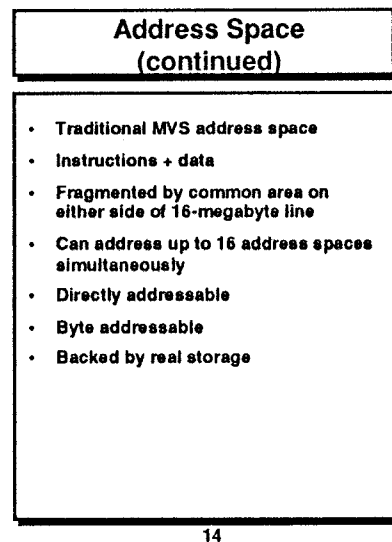 Address Space
(continued)
• Traditional MVS address space
• Instructions + data
• Fragmented by common area on
either side of 16-megabyte line
• Can address up to 16 address spaces
simultaneously
• Directly addressable
• Byte addressable
• Backed by real storage
14